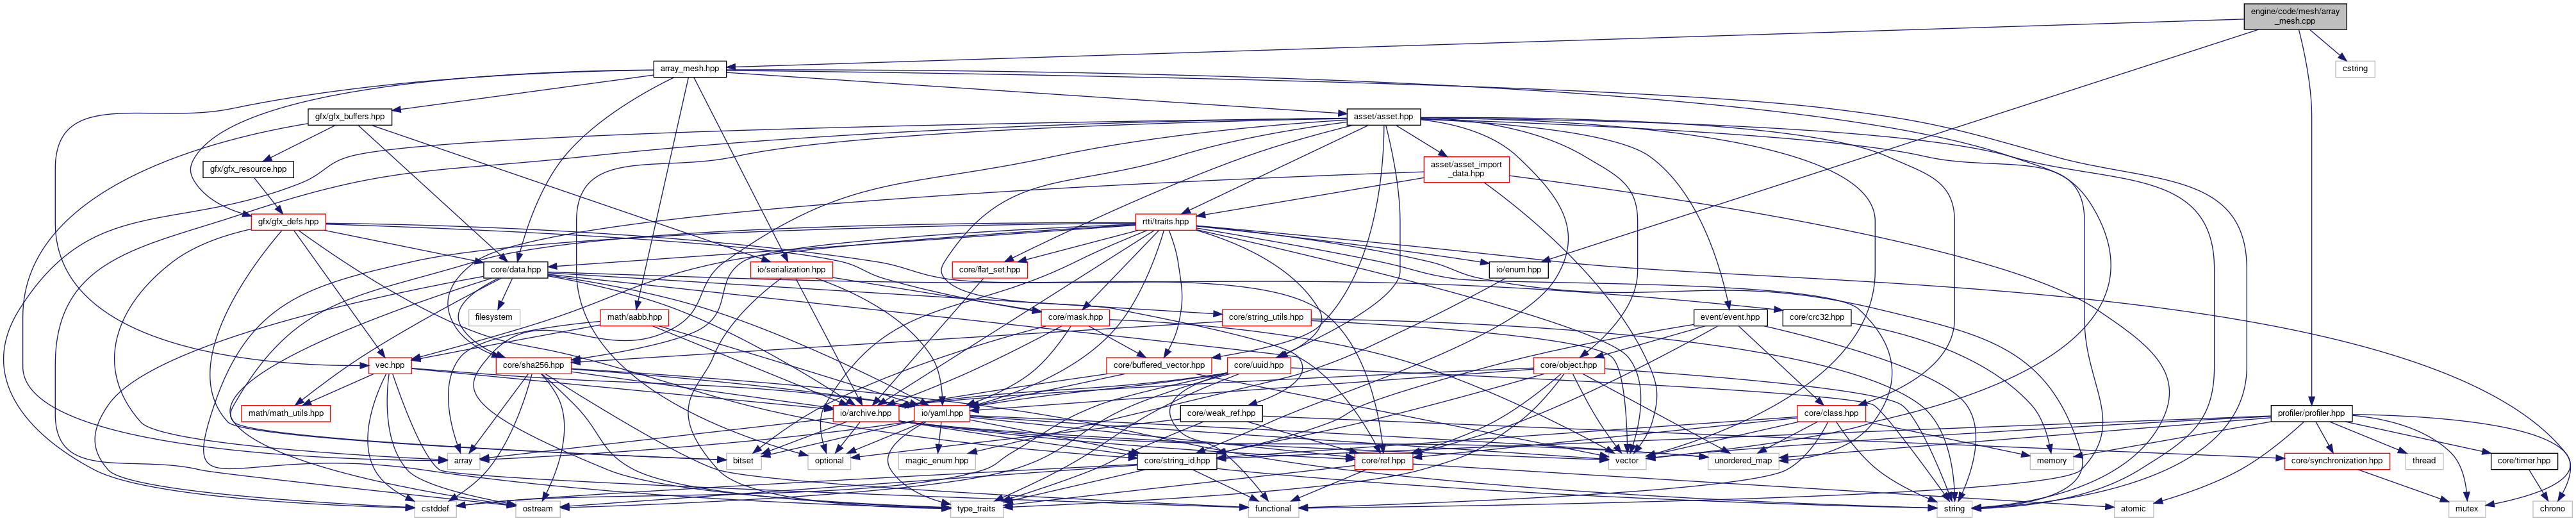 engine/code/mesh/array
_mesh.cpp
array_mesh.hpp
cstring
gfx/gfx_buffers.hpp
asset/asset.hpp
gfx/gfx_resource.hpp
asset/asset_import
_data.hpp
gfx/gfx_defs.hpp
rtti/traits.hpp
core/data.hpp
io/serialization.hpp
core/flat_set.hpp
io/enum.hpp
filesystem
math/aabb.hpp
core/mask.hpp
core/string_utils.hpp
event/event.hpp
core/crc32.hpp
vec.hpp
core/sha256.hpp
core/buffered_vector.hpp
core/uuid.hpp
core/object.hpp
math/math_utils.hpp
io/archive.hpp
io/yaml.hpp
core/weak_ref.hpp
core/class.hpp
profiler/profiler.hpp
array
bitset
optional
magic_enum.hpp
core/string_id.hpp
core/ref.hpp
vector
unordered_map
memory
core/synchronization.hpp
thread
core/timer.hpp
cstddef
ostream
type_traits
functional
string
atomic
mutex
chrono